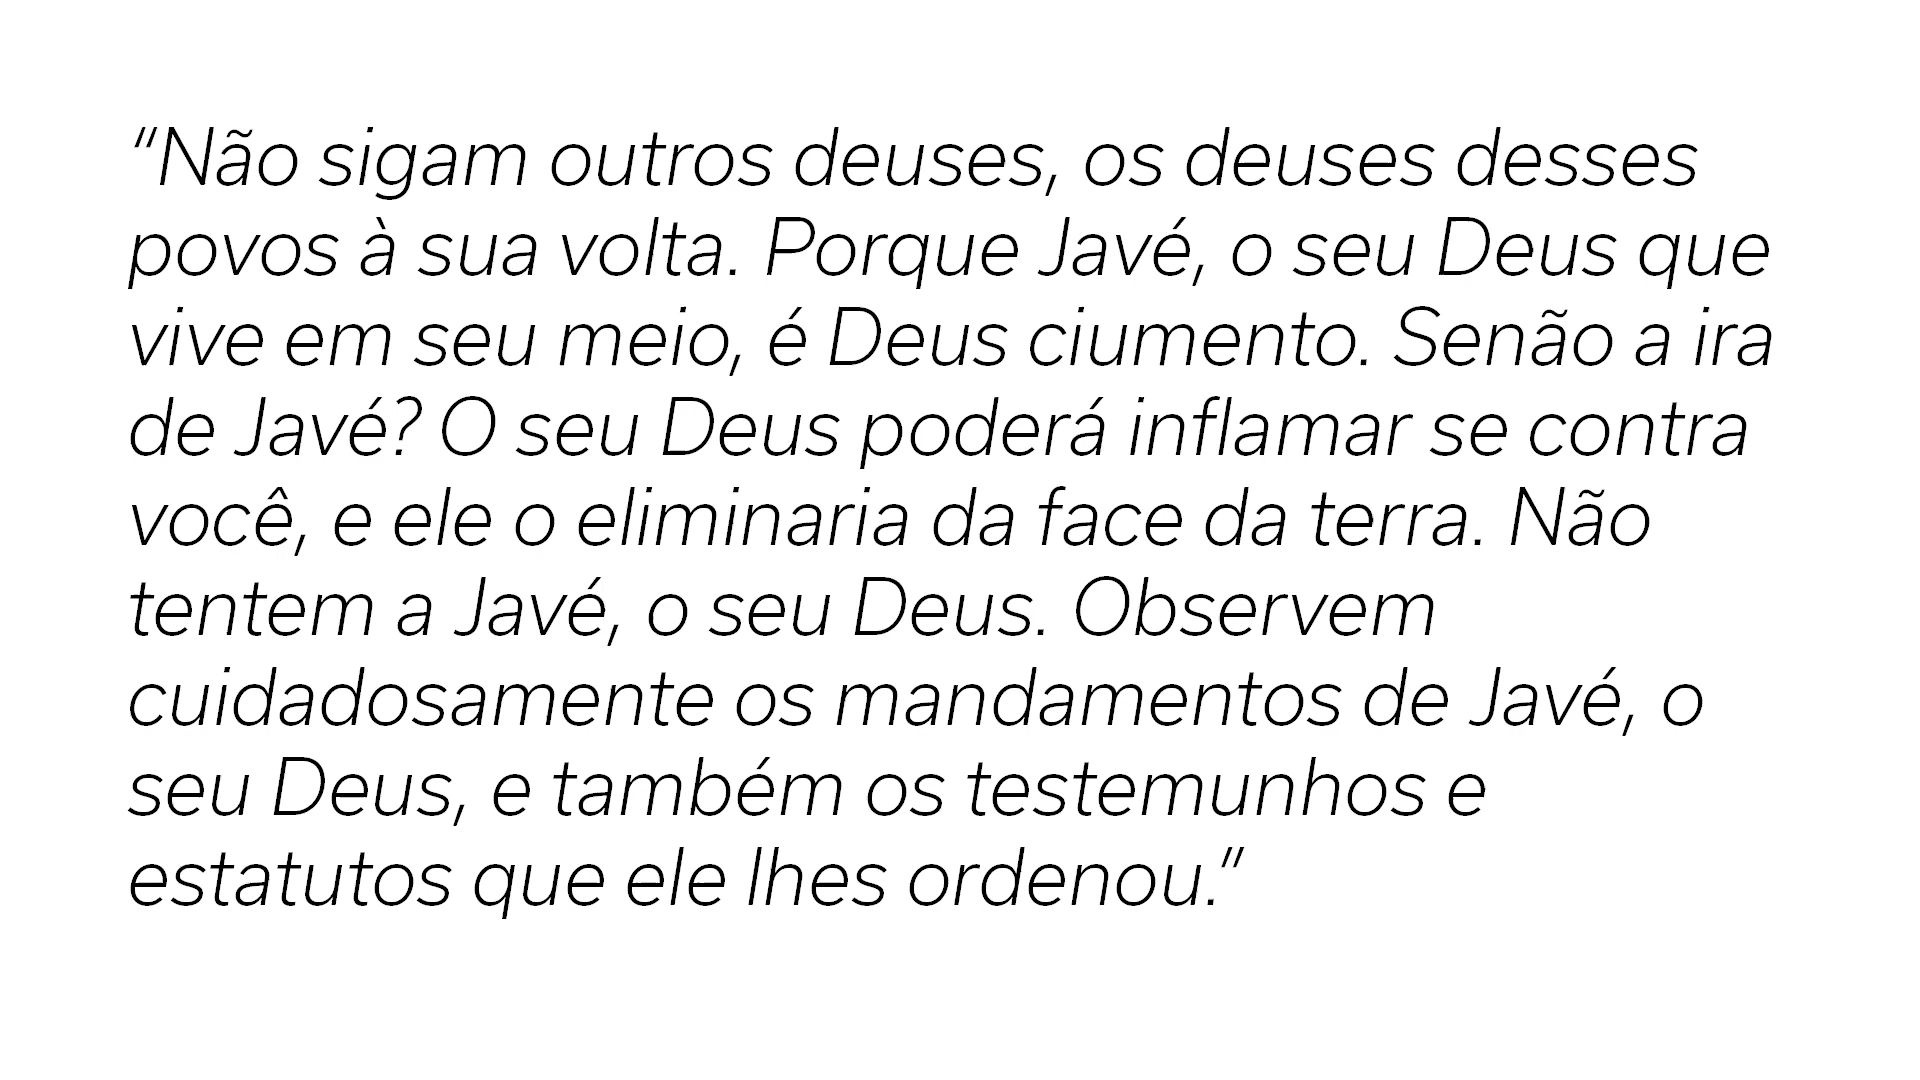 “Não sigam outros deuses, os deuses desses
povos à sua volta. Porque Javé, o seu Deus que
vive em seu meio, é Deus ciumento. Senão a ira
de Javé? O seu Deus poderá inflamar se contra
você, e ele o eliminaria da face da terra. Não
tentem a Javé, o seu Deus. Observem
cuidadosamente os mandamentos de Javé, o
seu Deus, e também os testemunhos e
estatutos que ele lhes ordenou.”